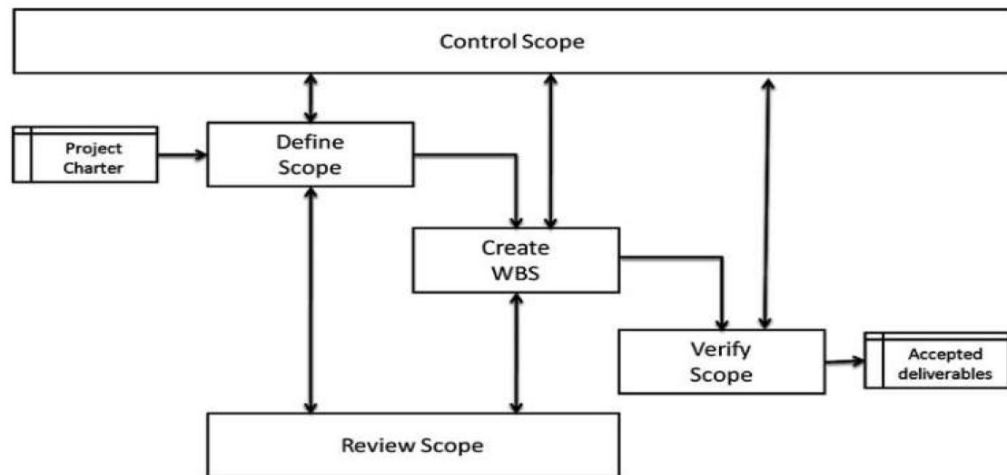 Control Scope
Project
Charter
Define
Scope
Create
WBS
Verify
Scope
Accepted
deliverables
Review Scope